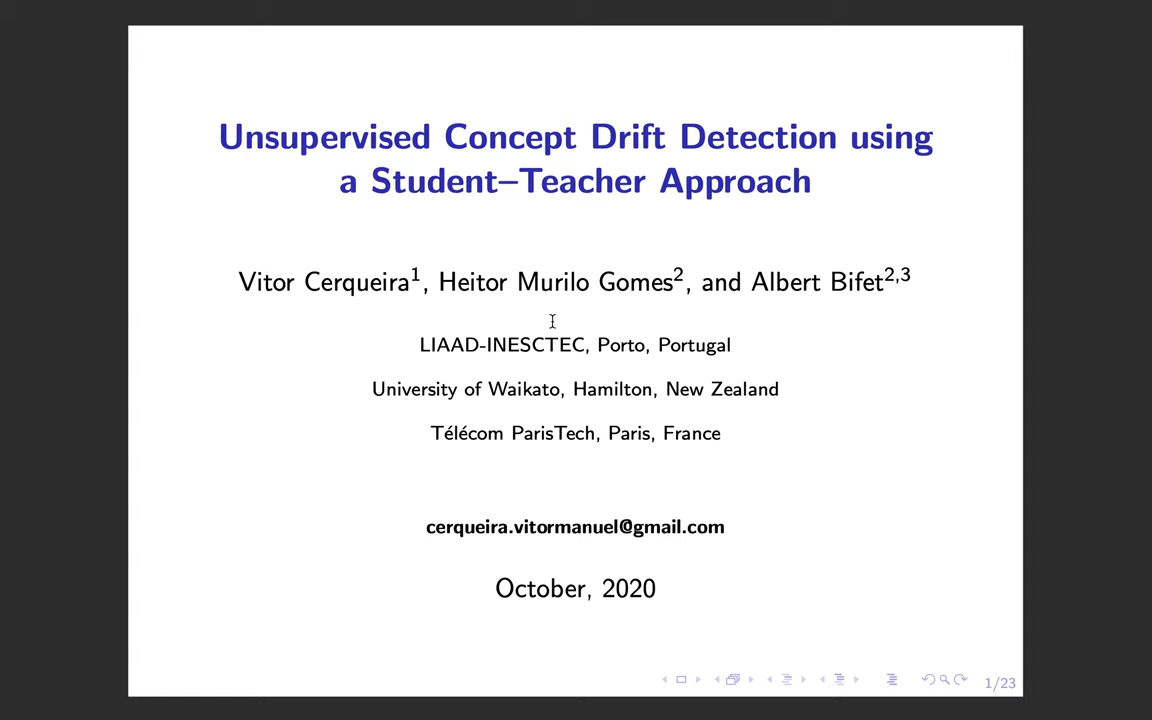 Unsupervised Concept Drift Detection using
a Student–Teacher Approach
Vitor Cerqueira1, Heitor Murilo Gomes2, and Albert Bifet2,3
LIAAD-INESCTEC, Porto, Portugal
University of Waikato, Hamilton, New Zealand
Télécom ParisTech, Paris, France
cerqueira.vitormanuel@gmail.com
October, 2020
1/23